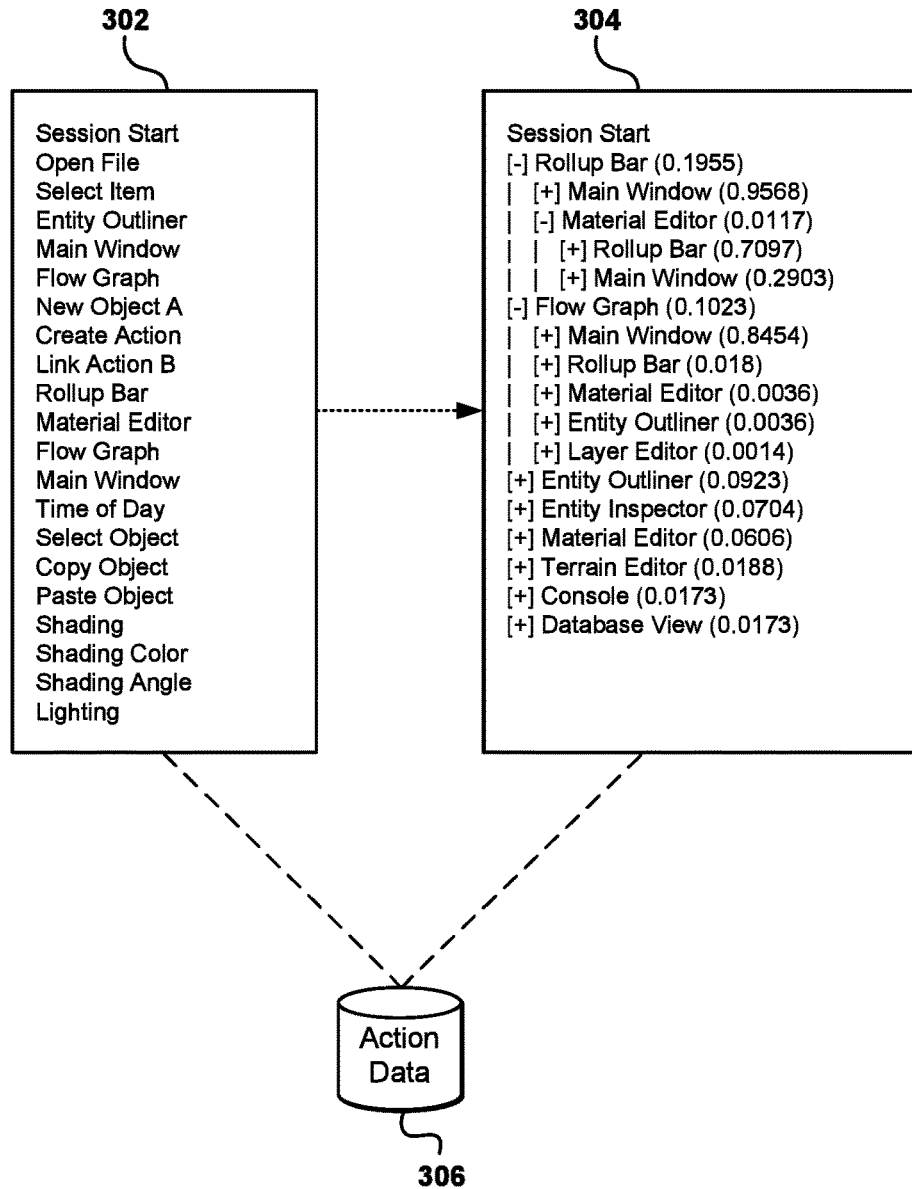 302
304
Session Start
Open File
Select Item
Entity Outliner
Main Window
Flow Graph
New Object A
Create Action
Link Action B
Rollup Bar
Material Editor
Flow Graph
Main Window
Time of Day
Select Object
Copy Object
Paste Object
Shading
Shading Color
Shading Angle
Lighting
Session Start
[-] Rollup Bar (0.1955)
| [+] Main Window (0.9568)
| [-] Material Editor (0.0117)
| | [+] Rollup Bar (0.7097)
| | [+] Main Window (0.2903)
[-] Flow Graph (0.1023)
| [+] Main Window (0.8454)
| [+] Rollup Bar (0.018)
| [+] Material Editor (0.0036)
| [+] Entity Outliner (0.0036)
| [+] Layer Editor (0.0014)
[+] Entity Outliner (0.0923)
[+] Entity Inspector (0.0704)
[+] Material Editor (0.0606)
[+] Terrain Editor (0.0188)
[+] Console (0.0173)
[+] Database View (0.0173)
Action
Data
306